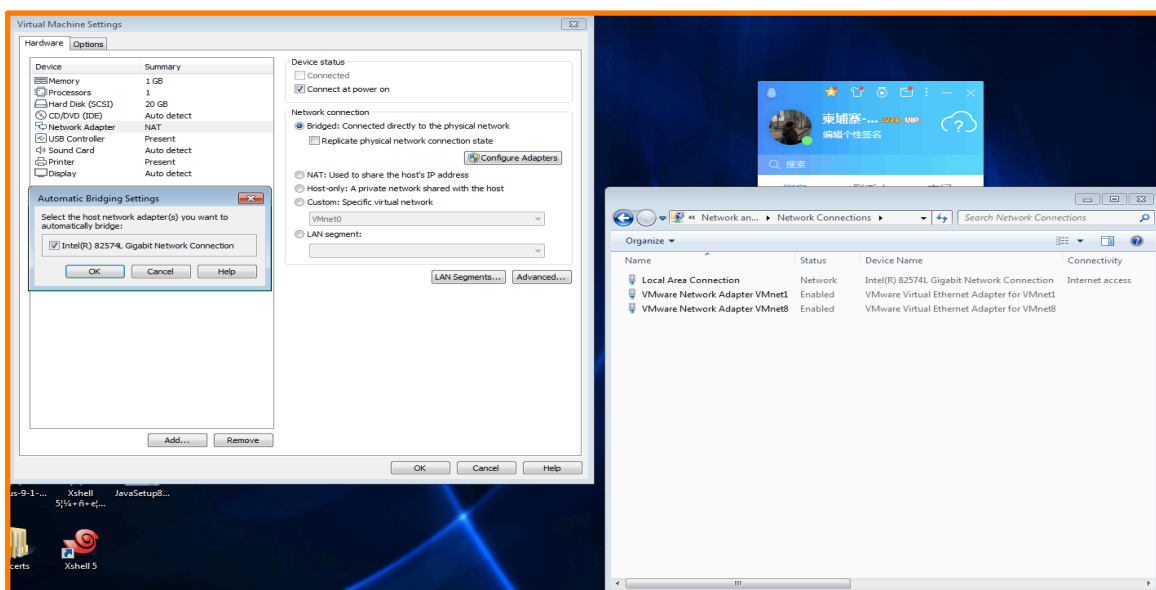 Virtual Machine Settings
Hardware Options
Device Summary
Memory 1 GB
Processors 1
Hard Disk (SCSI) 20 GB
CD/DVD (IDE) Auto detect
Network Adapter NAT
USB Controller Present
Sound Card Auto detect
Printer Present
Display Auto detect
Automatic Bridging Settings
Select the host network adapter(s) you want to
automatically bridge:
Intel(R) 82574L Gigabit Network Connection
OK Cancel Help
Add... Remove
Device status
Connected
Connect at power on
Network connection
Bridged: Connected directly to the physical network
Replicate physical network connection state
Configure Adapters
NAT: Used to share the host's IP address
Host-only: A private network shared with the host
Custom: Specific virtual network
VMnet0
LAN segment:
LAN Segments... Advanced...
OK Cancel Help
柬埔寨-... VIP
编辑个性签名
搜索
« Network an... Network Connections Search Network Connections
Organize
Name Status Device Name Connectivity
Local Area Connection Network Intel(R) 82574L Gigabit Network Connection Internet access
VMware Network Adapter VMnet1 Enabled VMware Virtual Ethernet Adapter for VMnet1
VMware Network Adapter VMnet8 Enabled VMware Virtual Ethernet Adapter for VMnet8
us-9-1-... Xshell JavaSetup8...
certs Xshell 5